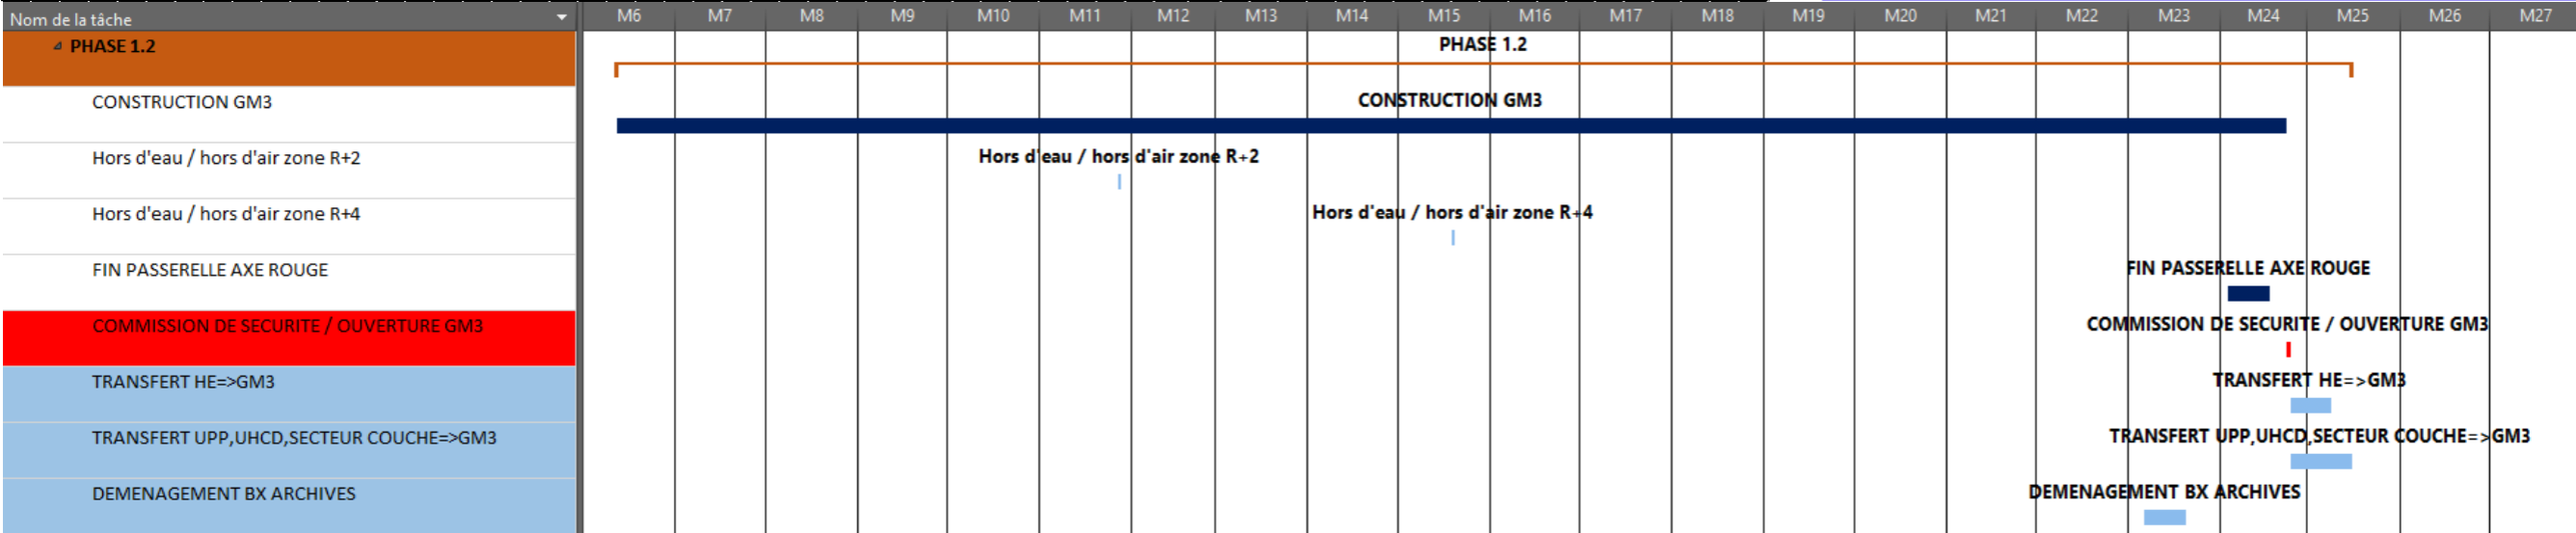 Nom de la tâche M6 M7 M8 M9 M10 M11 M12 M13 M14 M15 M16 M17 M18 M19 M20 M21 M22 M23 M24 M25 M26 M27
PHASE 1.2 PHASE 1.2
CONSTRUCTION GM3 CONSTRUCTION GM3
Hors d'eau / hors d'air zone R+2 Hors d'eau / hors d'air zone R+2
Hors d'eau / hors d'air zone R+4 Hors d'eau / hors d'air zone R+4
FIN PASSERELLE AXE ROUGE FIN PASSERELLE AXE ROUGE
COMMISSION DE SECURITE / OUVERTURE GM3 COMMISSION DE SECURITE / OUVERTURE GM3
TRANSFERT HE=>GM3 TRANSFERT HE=>GM3
TRANSFERT UPP,UHCD,SECTEUR COUCHE=>GM3 TRANSFERT UPP,UHCD,SECTEUR COUCHE=>GM3
DEMENAGEMENT BX ARCHIVES DEMENAGEMENT BX ARCHIVES